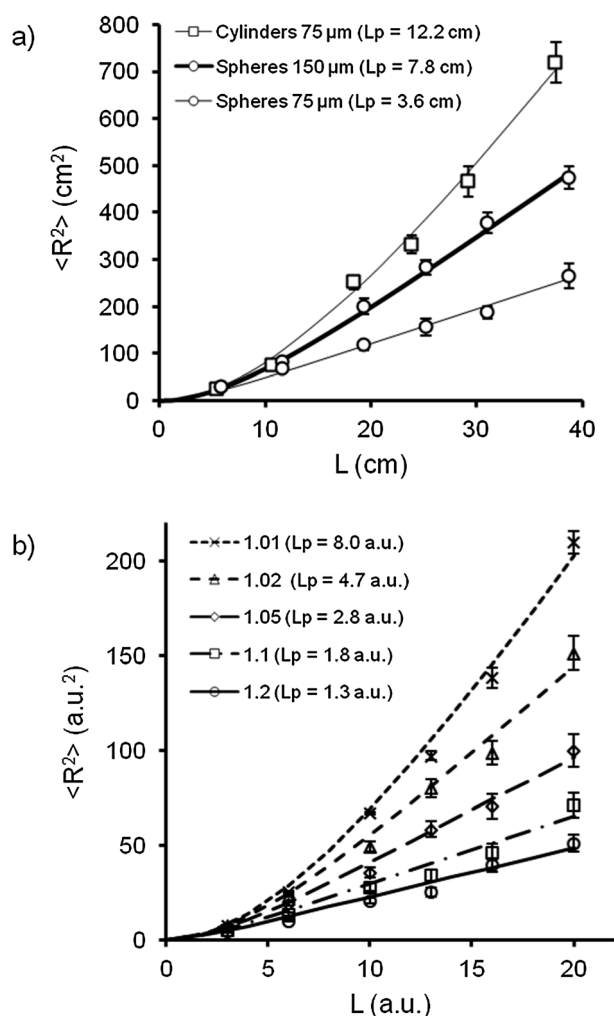 a)
800
700
600
500
400
300
200
100
0
<R²> (cm²)
Cylinders 75 µm (Lp = 12.2 cm)
Spheres 150 µm (Lp = 7.8 cm)
Spheres 75 µm (Lp = 3.6 cm)
0 10 20 30 40
L (cm)
b)
200
150
100
50
0
<R²> (a.u.²)
1.01 (Lp = 8.0 a.u.)
1.02 (Lp = 4.7 a.u.)
1.05 (Lp = 2.8 a.u.)
1.1 (Lp = 1.8 a.u.)
1.2 (Lp = 1.3 a.u.)
0 5 10 15 20
L (a.u.)